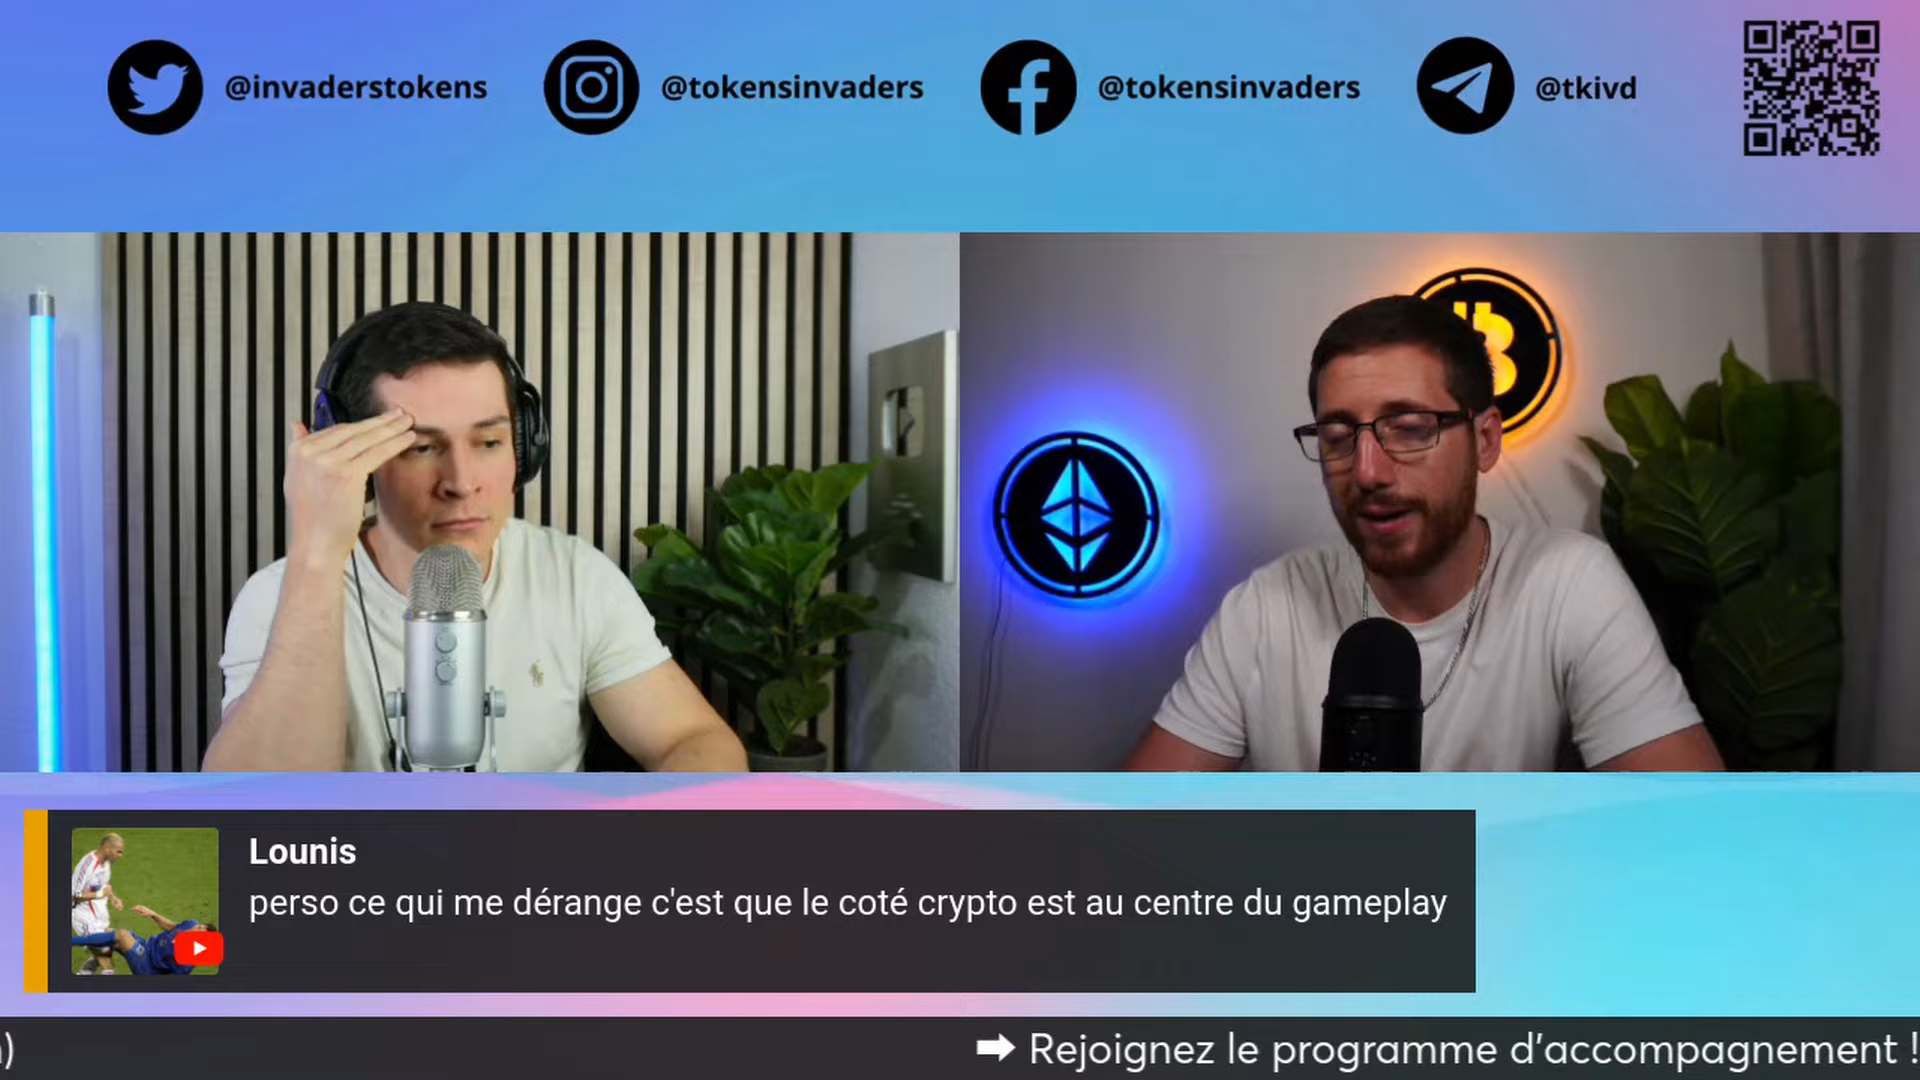 @invaderstokens
@tokensinvaders
@tokensinvaders
@tkivd
Lounis
perso ce qui me dérange c'est que le coté crypto est au centre du gameplay
)
➡ Rejoignez le programme d'accompagnement !